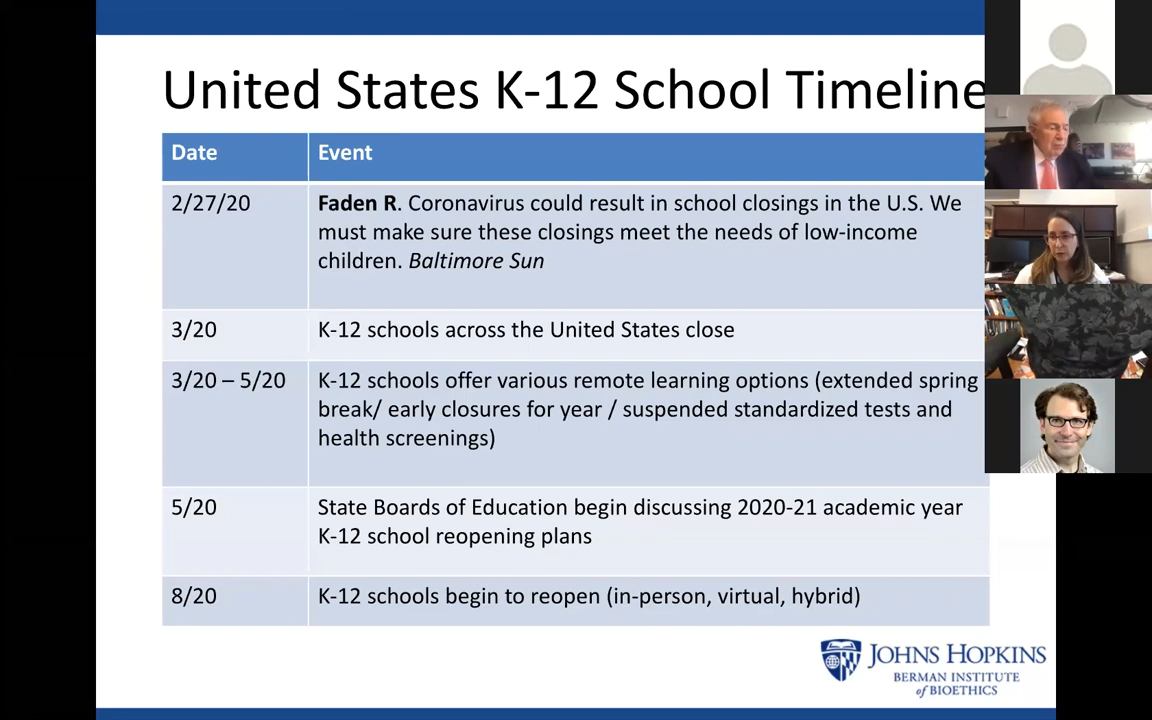 United States K-12 School Timeline
Date Event
2/27/20 Faden R. Coronavirus could result in school closings in the U.S. We
must make sure these closings meet the needs of low-income
children. Baltimore Sun
3/20 K-12 schools across the United States close
3/20 – 5/20 K-12 schools offer various remote learning options (extended spring
break/ early closures for year / suspended standardized tests and
health screenings)
5/20 State Boards of Education begin discussing 2020-21 academic year
K-12 school reopening plans
8/20 K-12 schools begin to reopen (in-person, virtual, hybrid)
JOHNS HOPKINS
BERMAN INSTITUTE
of BIOETHICS